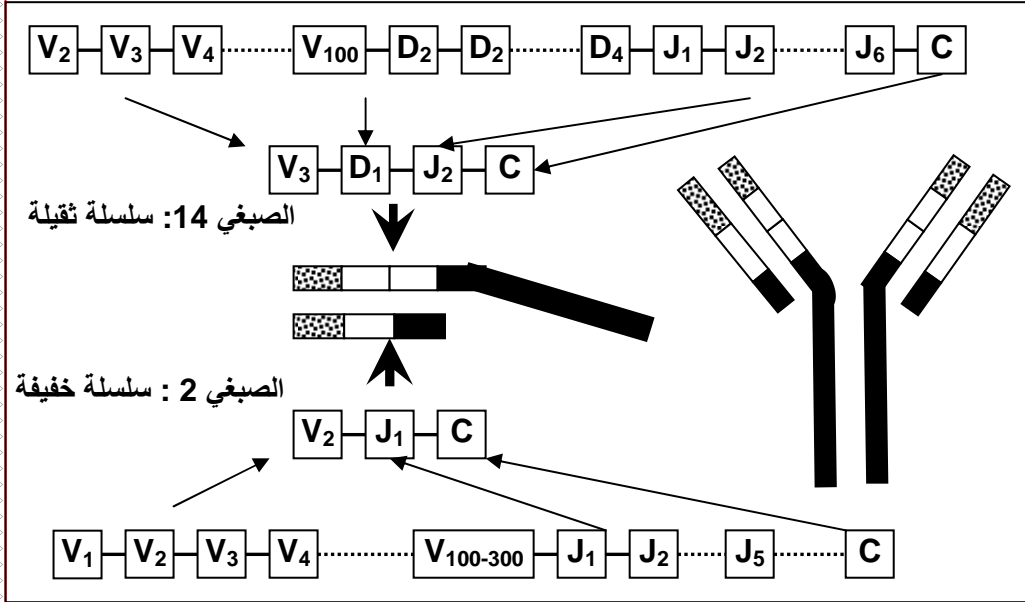 V₂ V₃ V₄ V₁₀₀ D₂ D₂ D₄ J₁ J₂ J₆ C
V₃ D₁ J₂ C
الصبغي 14: سلسلة ثقيلة
الصبغي 2 : سلسلة خفيفة
V₂ J₁ C
V₁ V₂ V₃ V₄ V₁₀₀₋₃₀₀ J₁ J₂ J₅ C